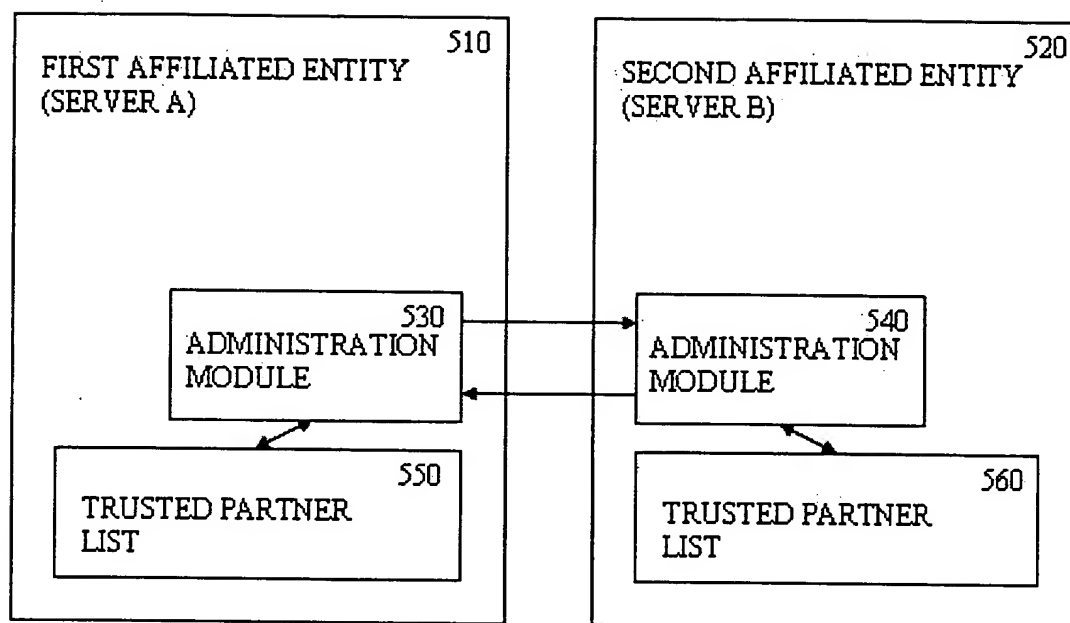 510
FIRST AFFILIATED ENTITY
(SERVER A)
530
ADMINISTRATION
MODULE
550
TRUSTED PARTNER
LIST
520
SECOND AFFILIATED ENTITY
(SERVER B)
540
ADMINISTRATION
MODULE
560
TRUSTED PARTNER
LIST